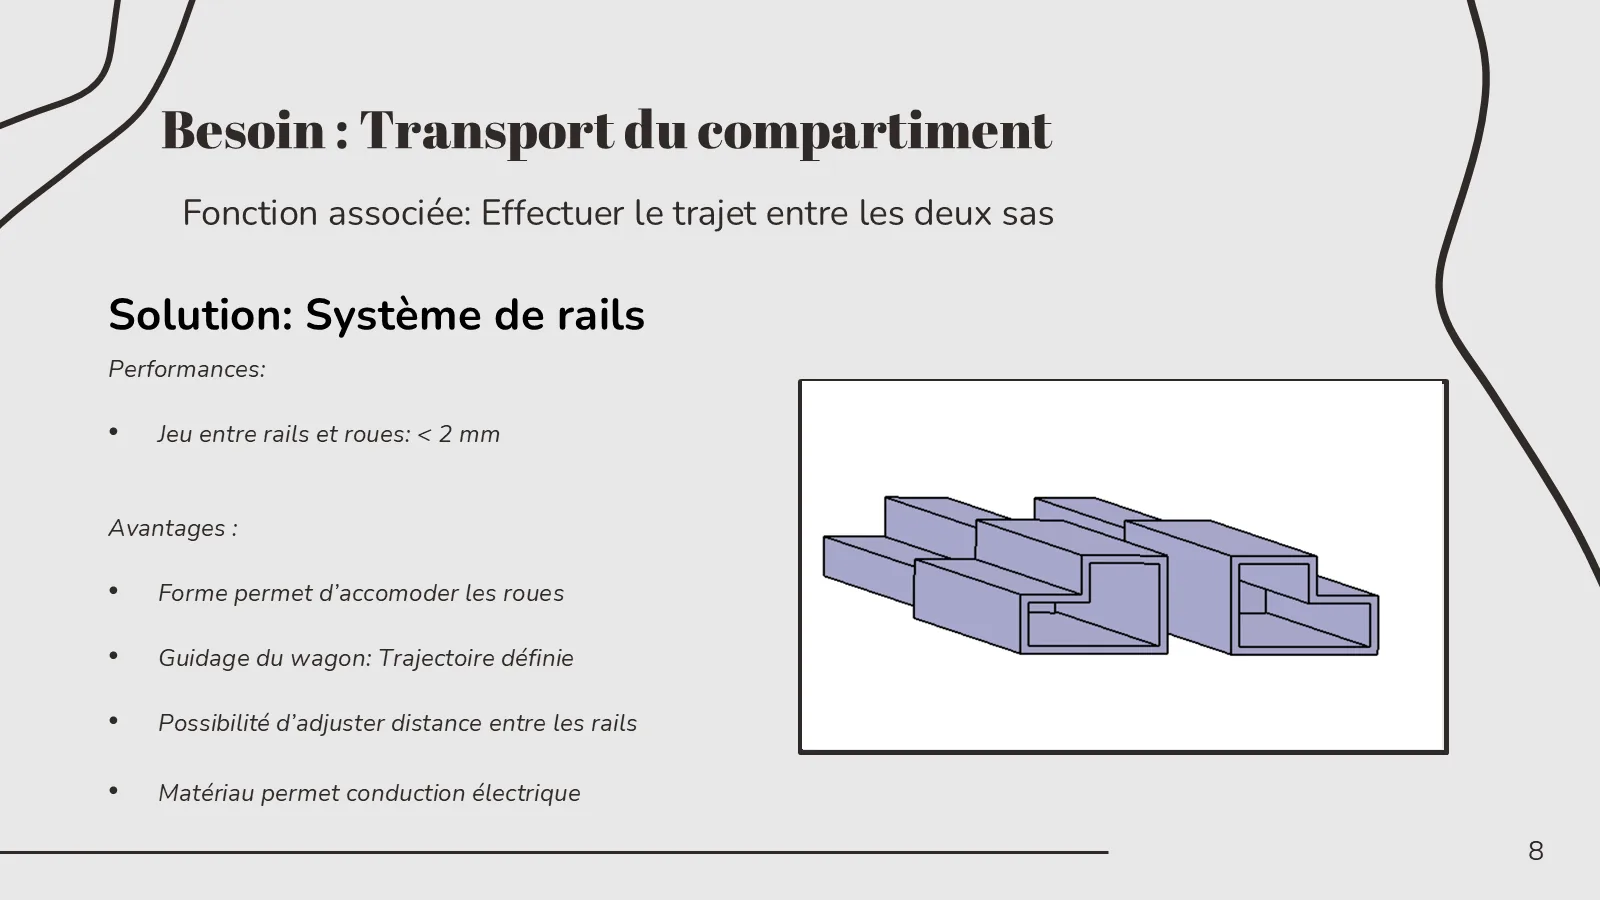 Besoin : Transport du compartiment
Fonction associée: Effectuer le trajet entre les deux sas
Solution: Système de rails
Performances:
• Jeu entre rails et roues: < 2 mm
Avantages :
• Forme permet d’accomoder les roues
• Guidage du wagon: Trajectoire définie
• Possibilité d’adjuster distance entre les rails
• Matériau permet conduction électrique
8